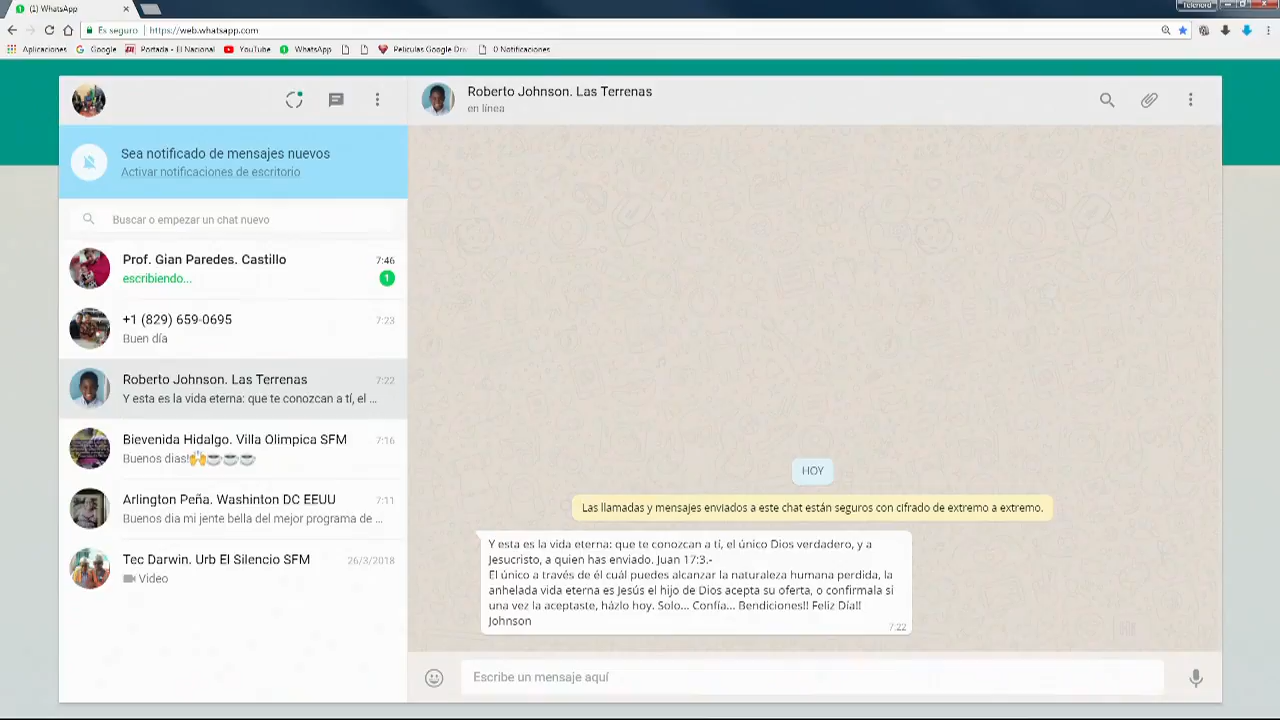 (1) WhatsApp
Telenord
Es seguro
https://web.whatsapp.com
Aplicaciones
Google
Portada - El Nacional
YouTube
WhatsApp
Peliculas Google Dri
0 Notificaciones
Roberto Johnson. Las Terrenas
en línea
Sea notificado de mensajes nuevos
Activar notificaciones de escritorio
Buscar o empezar un chat nuevo
Prof. Gian Paredes. Castillo
7:46
escribiendo...
1
+1 (829) 659-0695
7:23
Buen día
Roberto Johnson. Las Terrenas
7:22
Y esta es la vida eterna: que te conozcan a tí, el ...
Bievenida Hidalgo. Villa Olimpica SFM
7:16
Buenos dias!🙌☕☕☕
Arlington Peña. Washinton DC EEUU
7:11
Buenos dia mi jente bella del mejor programa de ...
Tec Darwin. Urb El Silencio SFM
26/3/2018
Video
HOY
Las llamadas y mensajes enviados a este chat están seguros con cifrado de extremo a extremo.
Y esta es la vida eterna: que te conozcan a tí, el único Dios verdadero, y a
Jesucristo, a quien has enviado. Juan 17:3.-
El único a través de él cuál puedes alcanzar la naturaleza humana perdida, la
anhelada vida eterna es Jesús el hijo de Dios acepta su oferta, o confirmala si
una vez la aceptaste, házlo hoy. Solo... Confía... Bendiciones!! Feliz Día!!
Johnson
7:22
Escribe un mensaje aquí